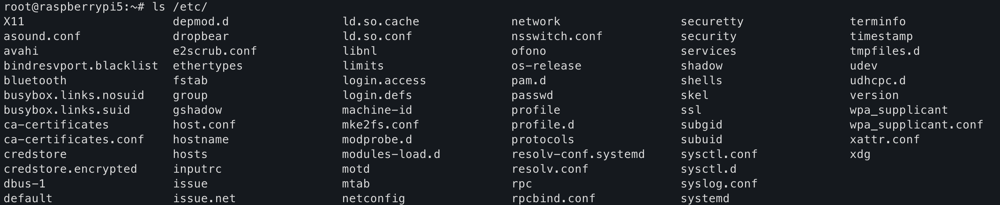 root@raspberrypi5:~# ls /etc/
X11 depmod.d ld.so.cache network securetty terminfo
asound.conf dropbear ld.so.conf nsswitch.conf security timestamp
avahi e2scrub.conf libnl ofono services tmpfiles.d
bindresvport.blacklist ethertypes limits os-release shadow udev
bluetooth fstab login.access pam.d shells udhcpc.d
busybox.links.nosuid group login.defs passwd skel version
busybox.links.suid gshadow machine-id profile ssl wpa_supplicant
ca-certificates host.conf mke2fs.conf profile.d subgid wpa_supplicant.conf
ca-certificates.conf hostname modprobe.d protocols subuid xattr.conf
credstore hosts modules-load.d resolv-conf.systemd sysctl.conf xdg
credstore.encrypted inputrc motd resolv.conf sysctl.d
dbus-1 issue mtab rpc syslog.conf
default issue.net netconfig rpcbind.conf systemd